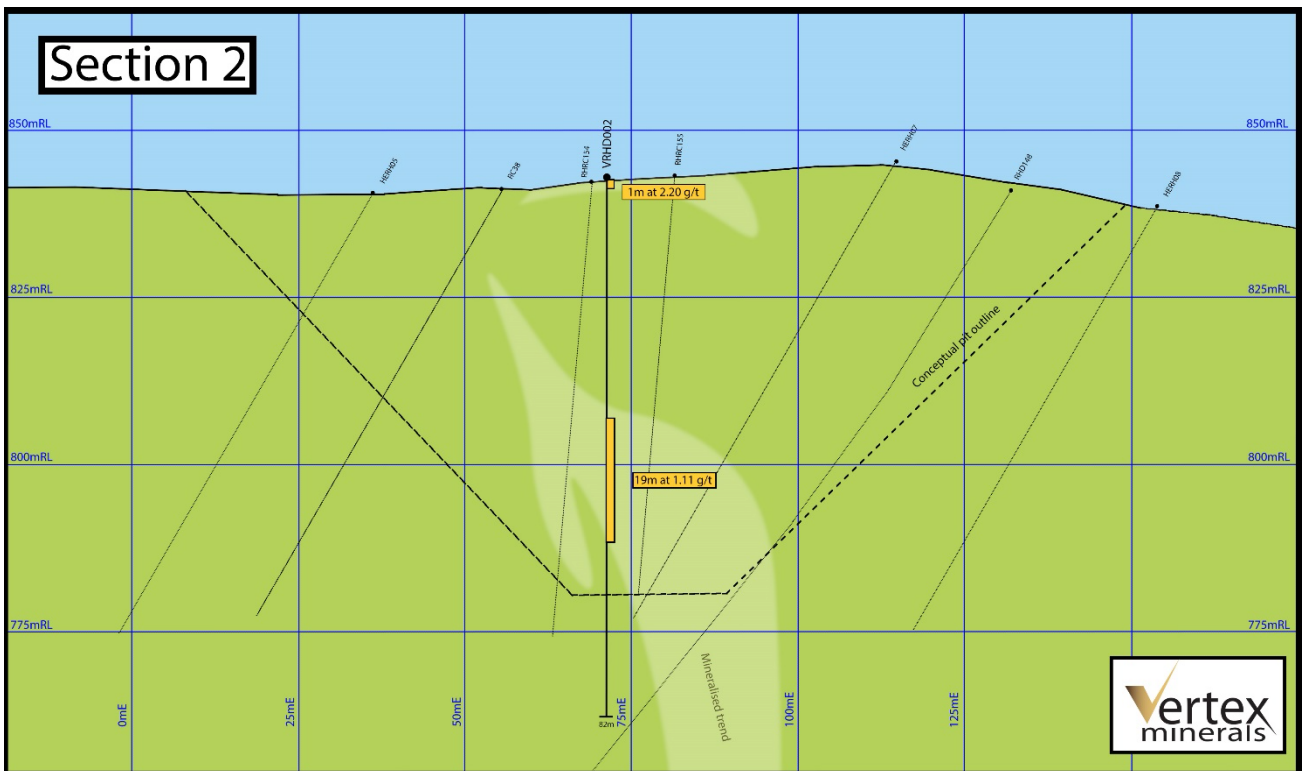 Section 2
850mRL
850mRL
HERH05
RC38
RHRC154
VRHD002
RHRC155
HERH07
RHD148
HERH08
1m at 2.20 g/t
825mRL
825mRL
Conceptual pit outline
800mRL
800mRL
19m at 1.11 g/t
775mRL
775mRL
Mineralised trend
0mE
25mE
50mE
75mE
100mE
125mE
82m
Vertex
minerals